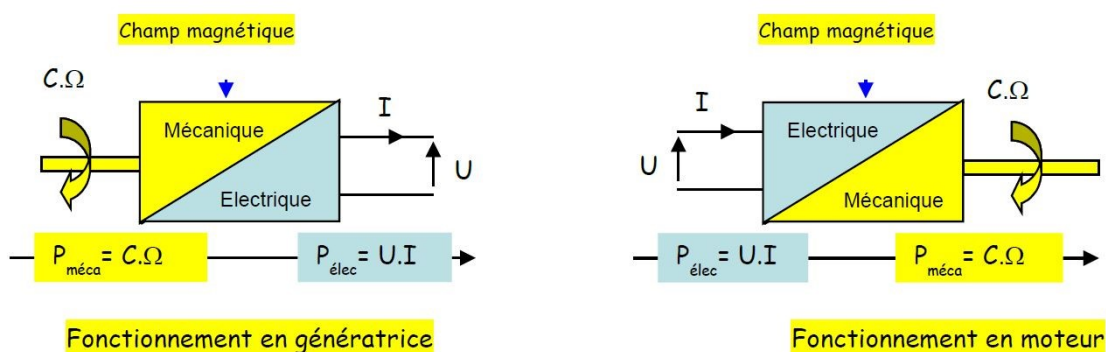 Champ magnétique
C.Ω
I
Mécanique
U
Electrique
Pméca= C.Ω
Pélec= U.I
Fonctionnement en génératrice
Champ magnétique
C.Ω
I
Electrique
U
Mécanique
Pélec= U.I
Pméca= C.Ω
Fonctionnement en moteur